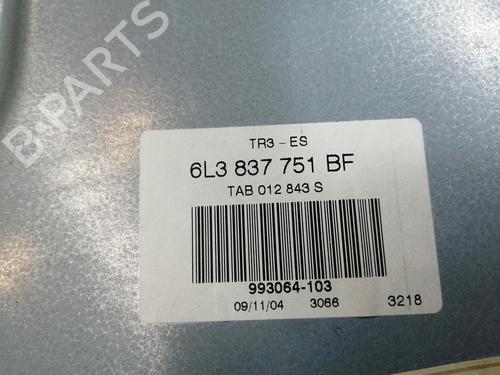 B-PARTS
TR3 - ES
6L3 837 751 BF
TAB 012 843 S
993064-103
09/11/04 3066 3218